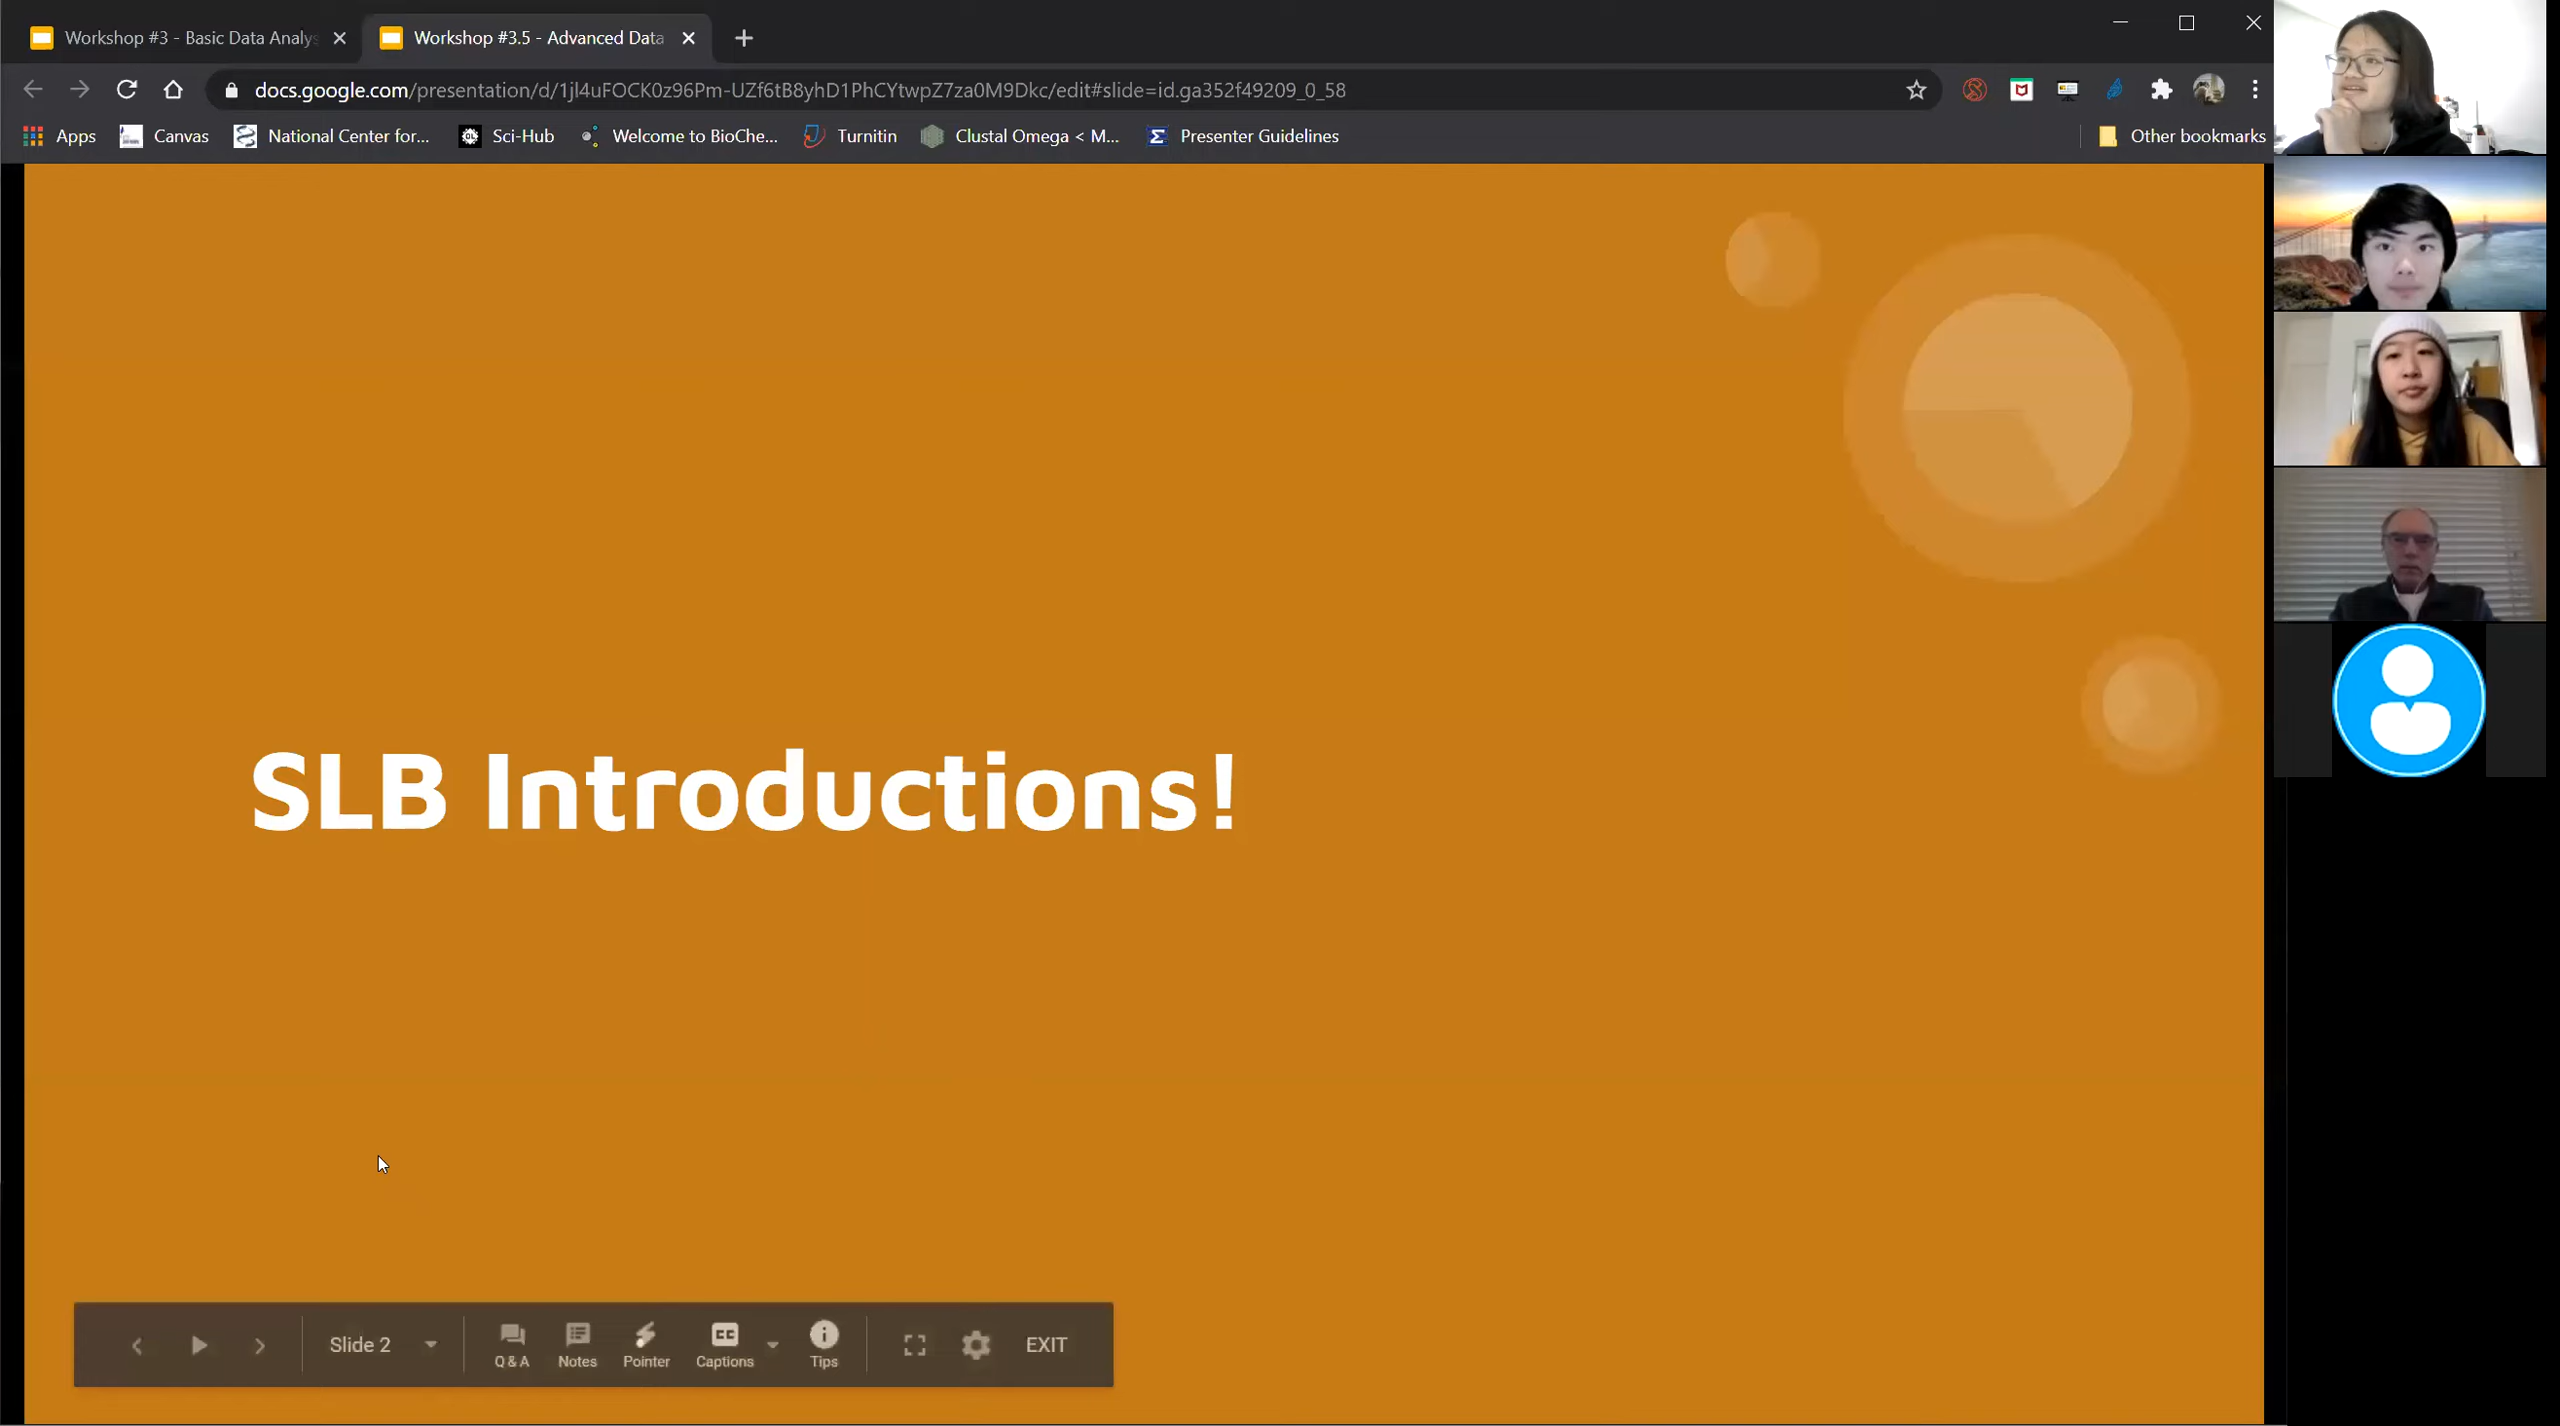 Workshop #3 - Basic Data Analys
Workshop #3.5 - Advanced Data
docs.google.com/presentation/d/1jl4uFOCK0z96Pm-UZf6tB8yhD1PhCYtwpZ7za0M9Dkc/edit#slide=id.ga352f49209_0_58
Apps Canvas National Center for... Sci-Hub Welcome to BioChe... Turnitin Clustal Omega < M... Presenter Guidelines Other bookmarks
SLB Introductions!
Slide 2 Q & A Notes Pointer CC Captions Tips EXIT